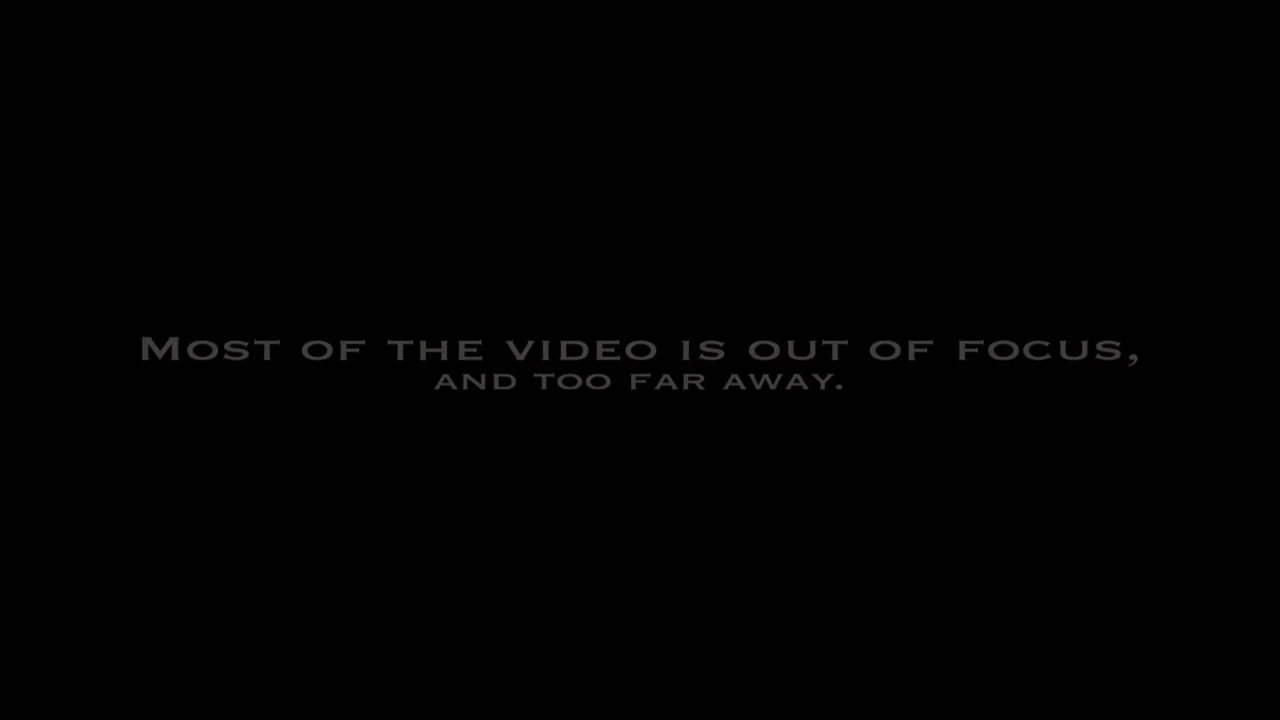 Most of the video is out of focus,
and too far away.